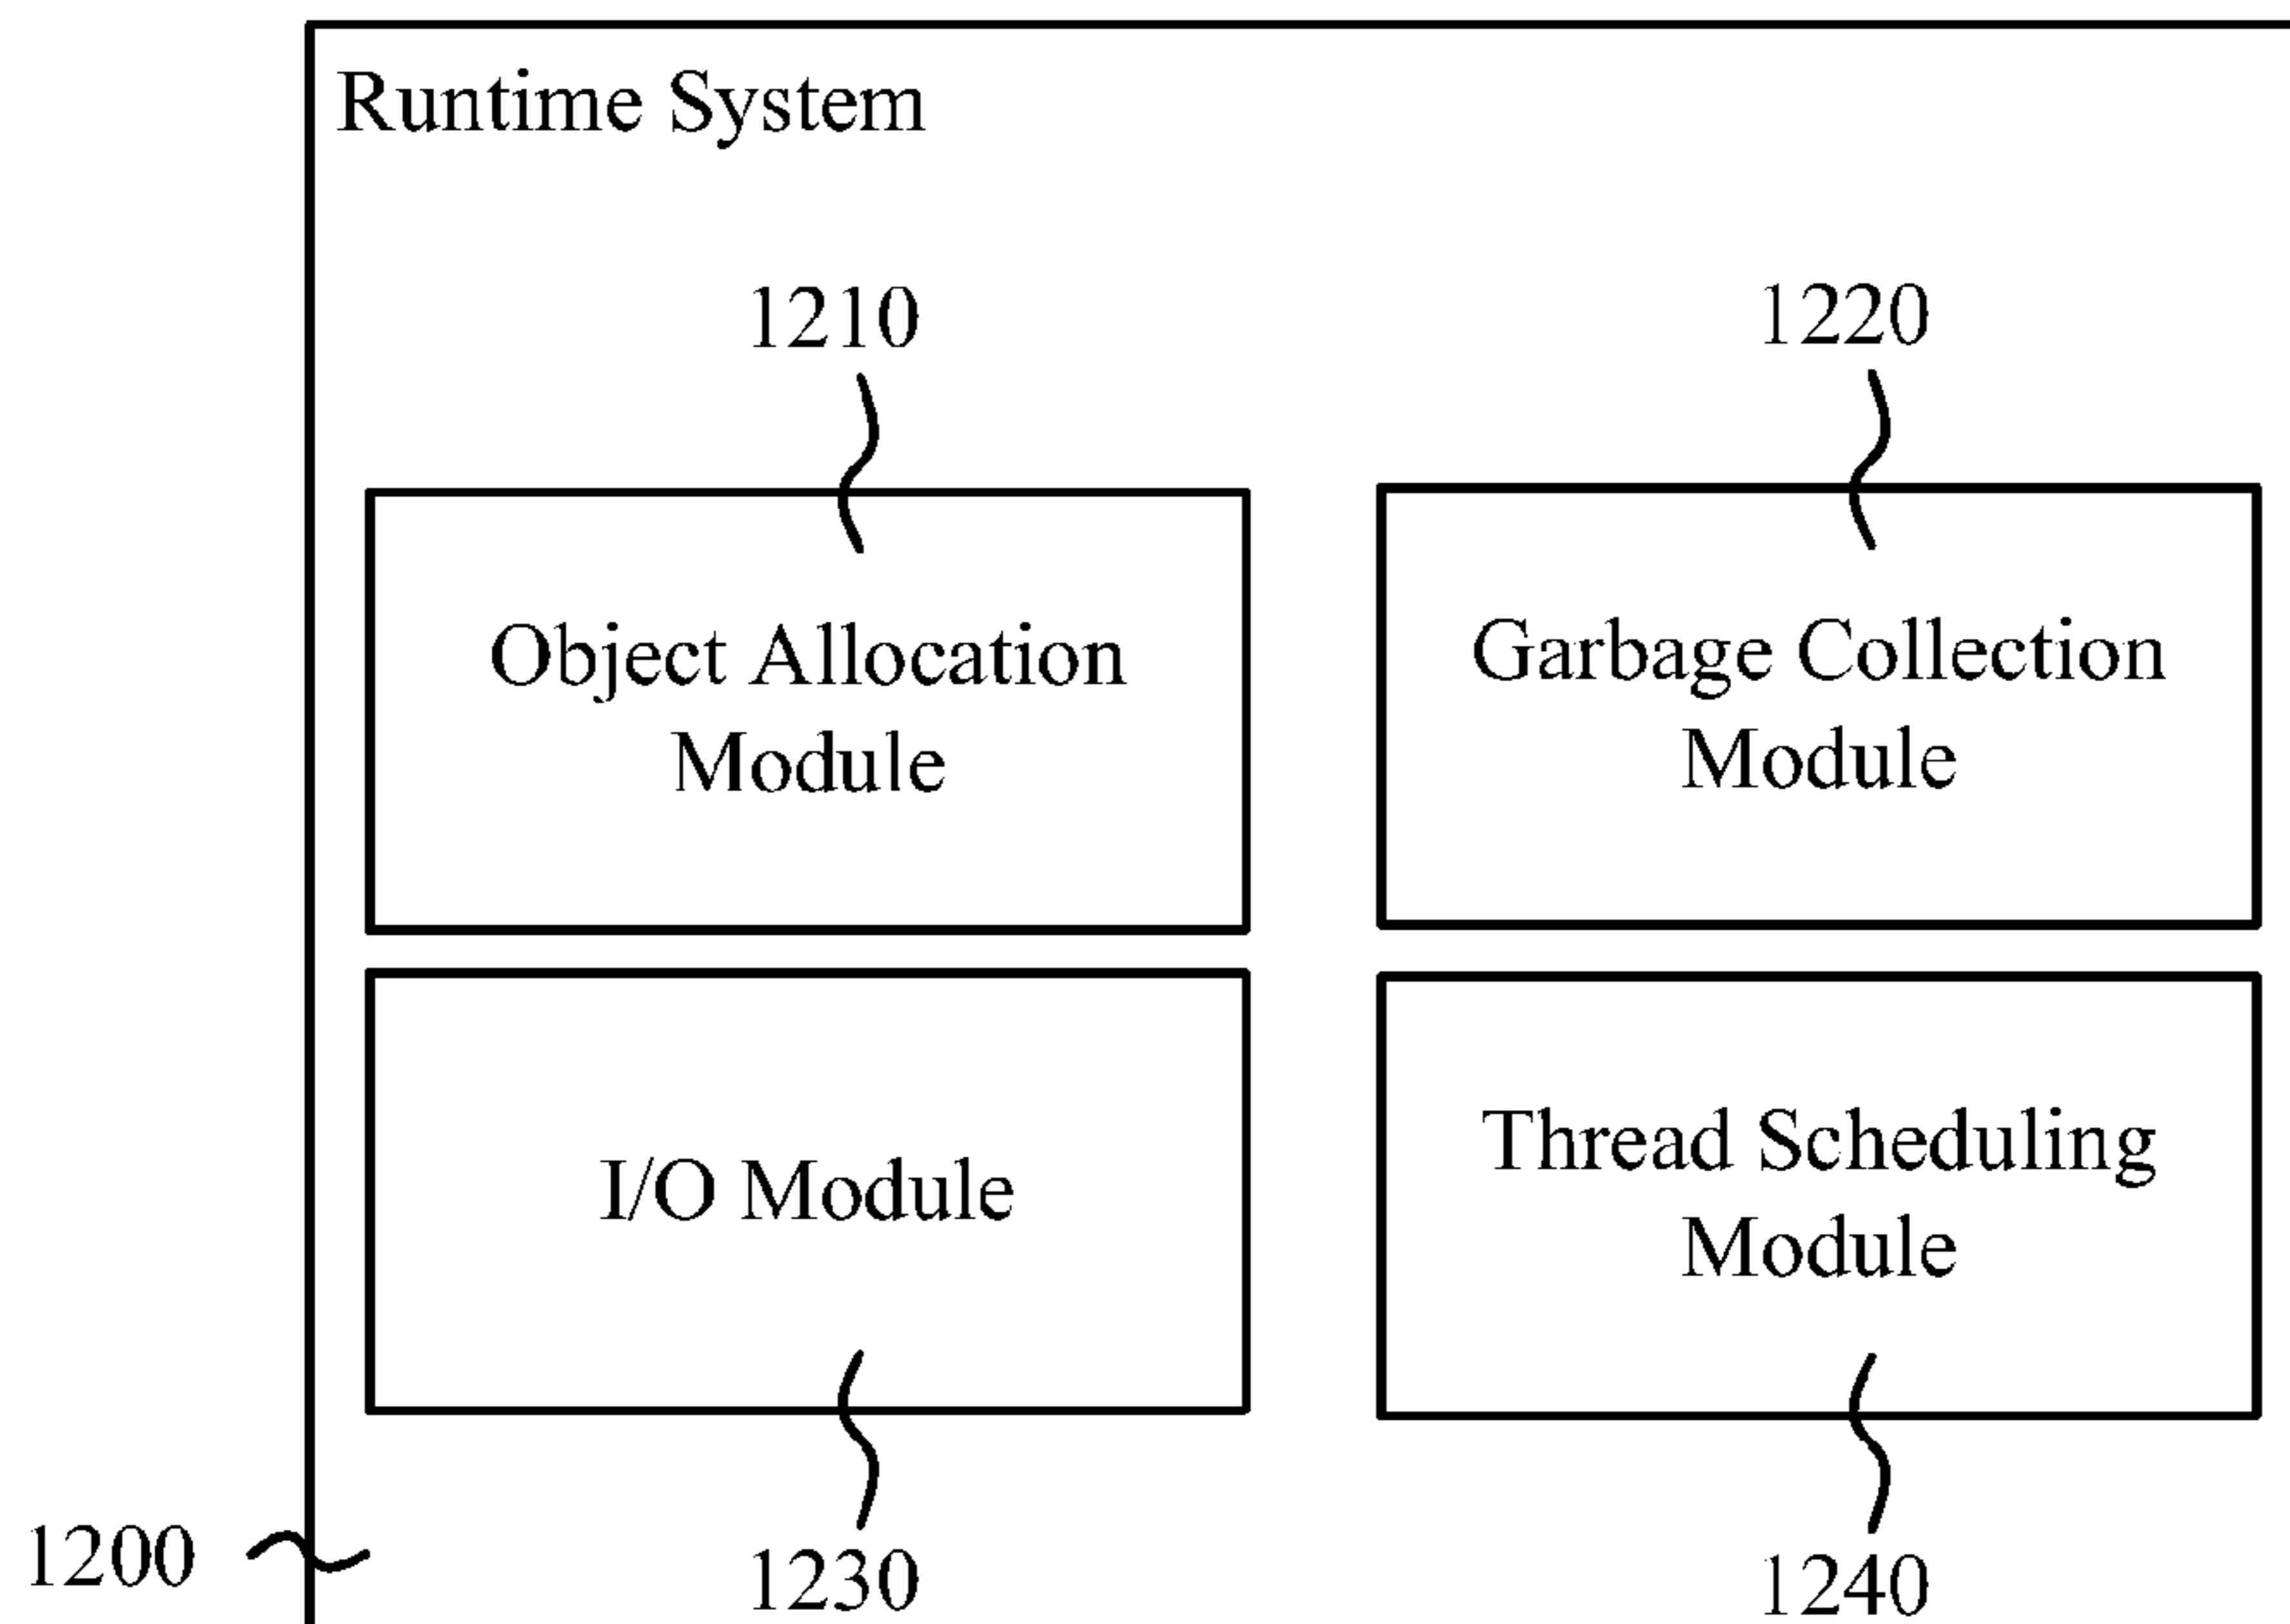 Runtime System
1210
1220
Object Allocation
Module
Garbage Collection
Module
I/O Module
Thread Scheduling
Module
1200
1230
1240